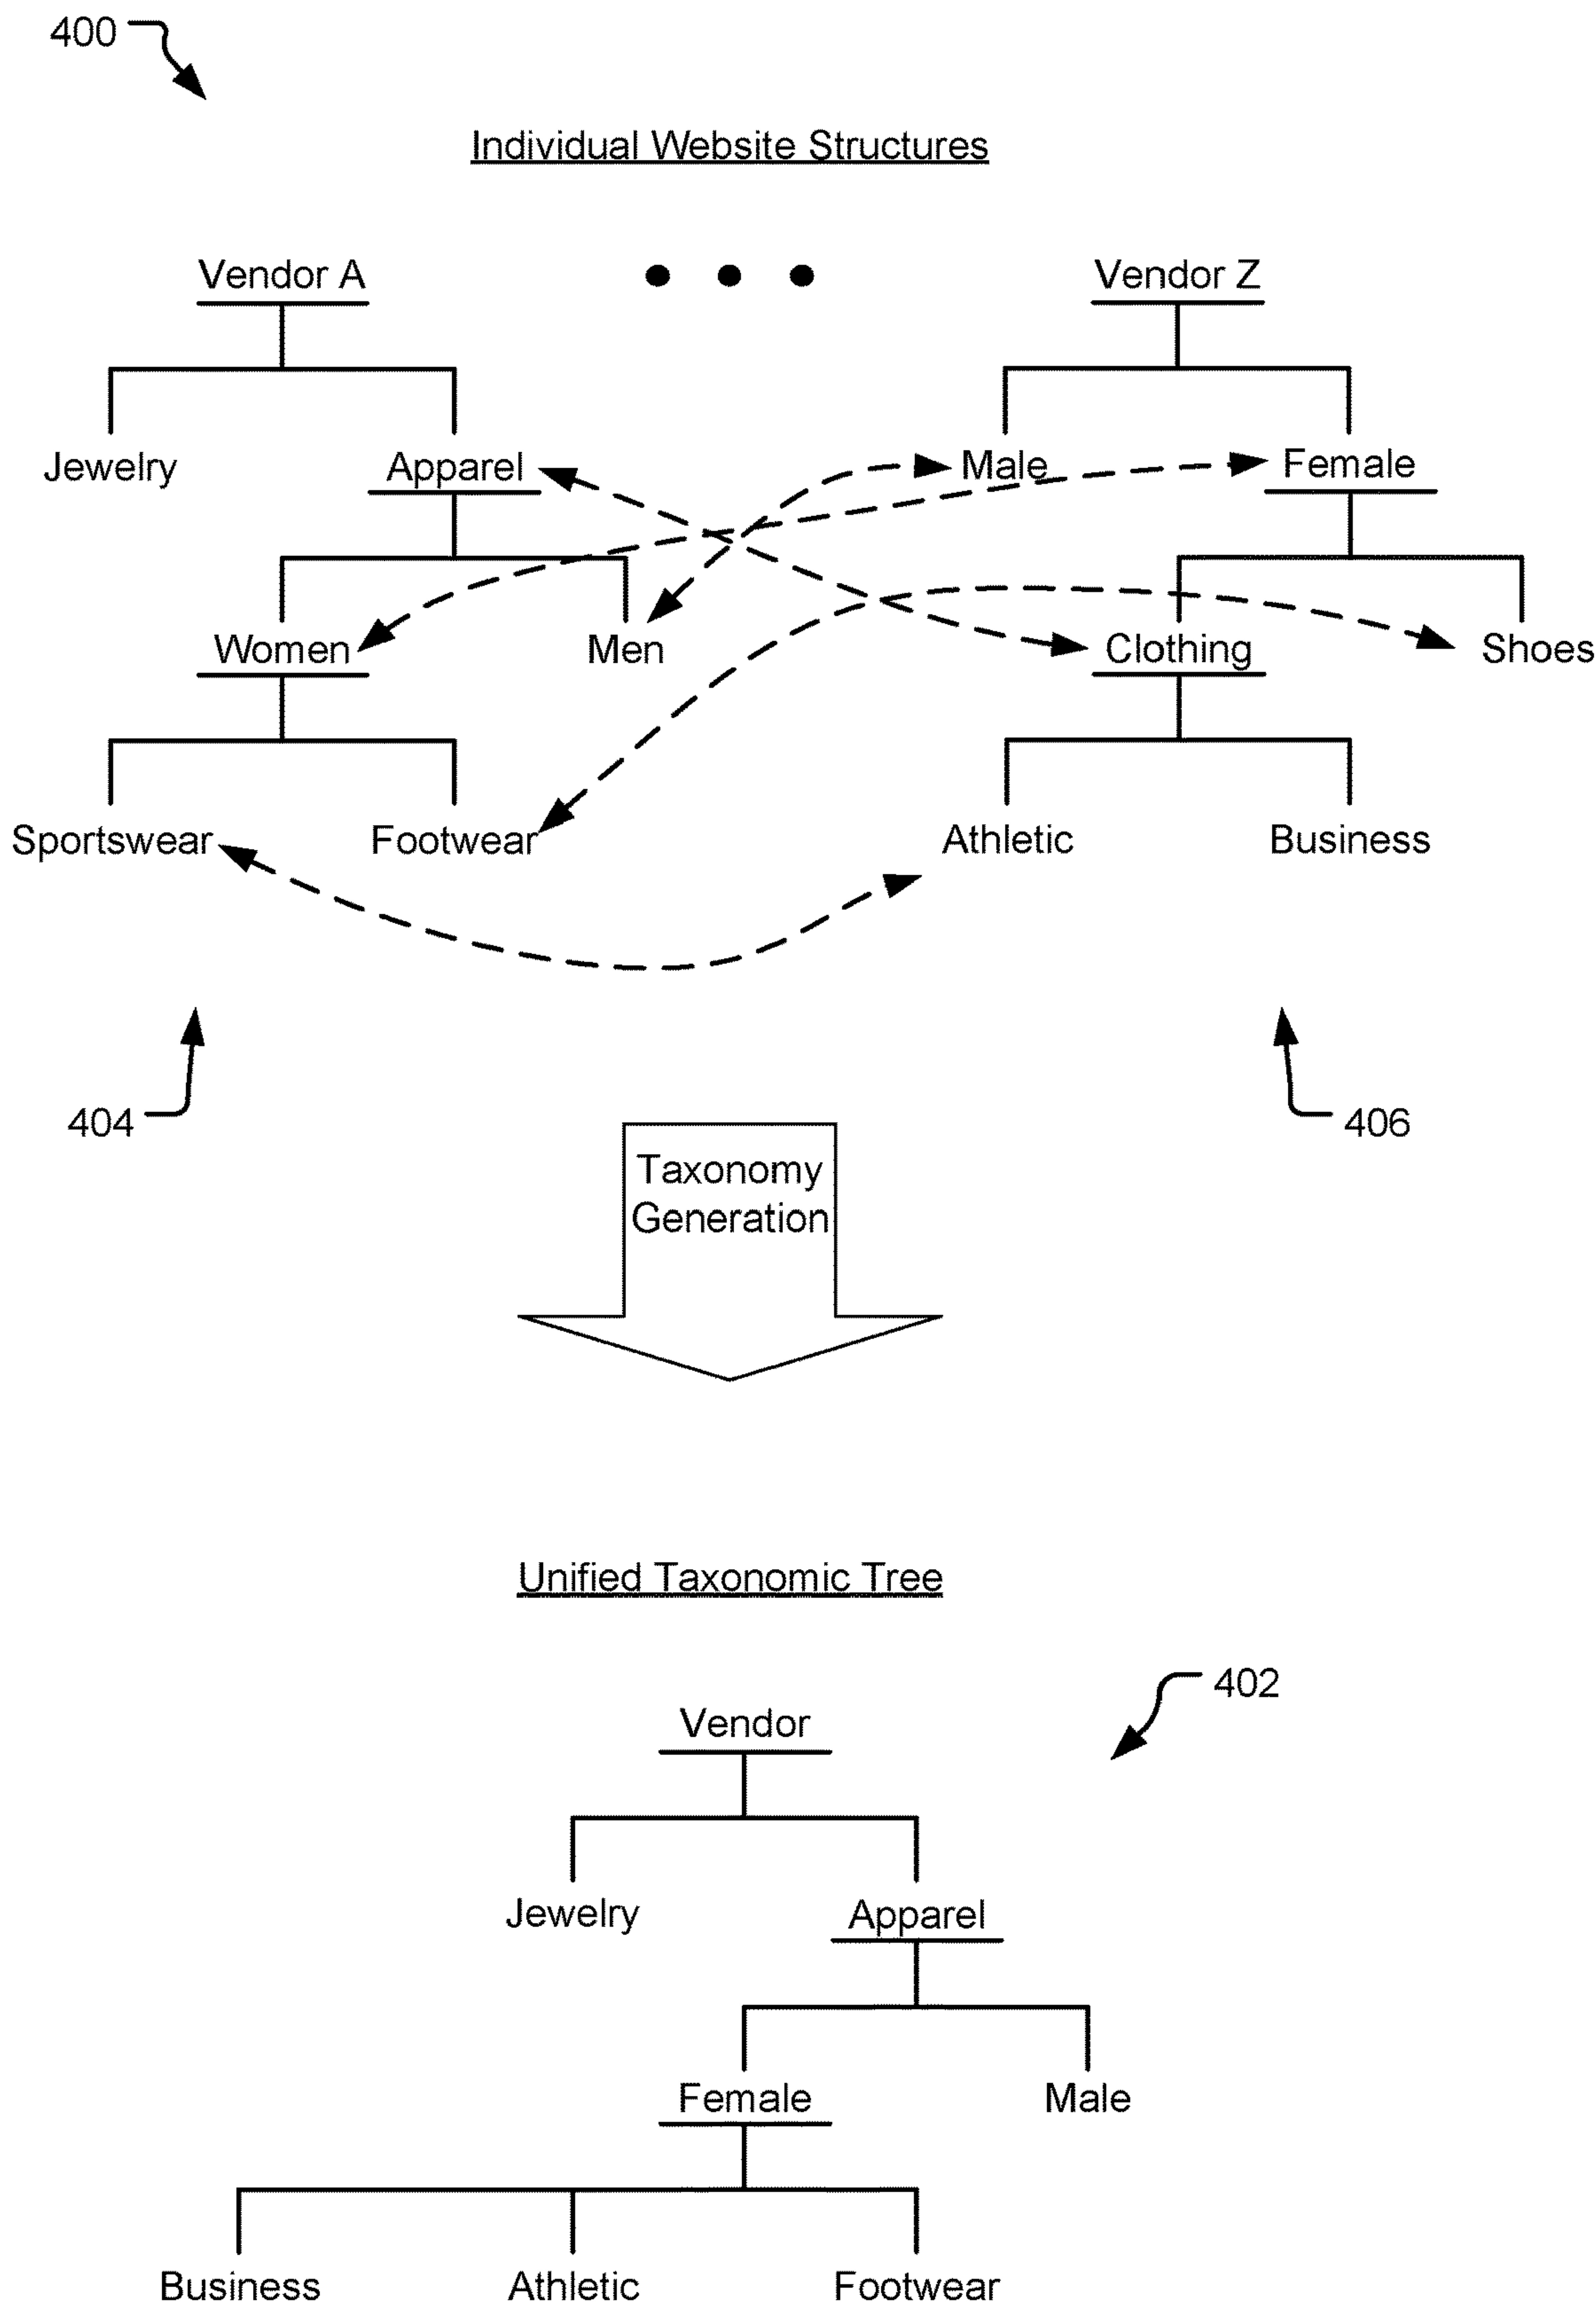 400
Individual Website Structures
Vendor A
Vendor Z
Jewelry
Apparel
Male
Female
Women
Men
Clothing
Shoes
Sportswear
Footwear
Athletic
Business
404
406
Taxonomy
Generation
Unified Taxonomic Tree
402
Vendor
Jewelry
Apparel
Female
Male
Business
Athletic
Footwear